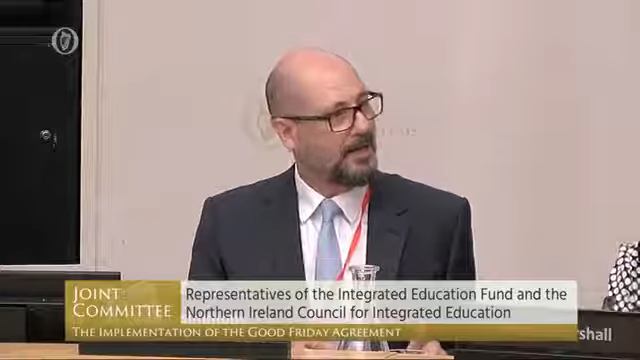 JOINT
COMMITTEE
Representatives of the Integrated Education Fund and the
Northern Ireland Council for Integrated Education
THE IMPLEMENTATION OF THE GOOD FRIDAY AGREEMENT